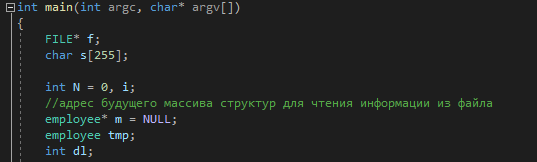 int main(int argc, char* argv[])
{
FILE* f;
char s[255];
int N = 0, i;
//адрес будущего массива структур для чтения информации из файла
employee* m = NULL;
employee tmp;
int dl;